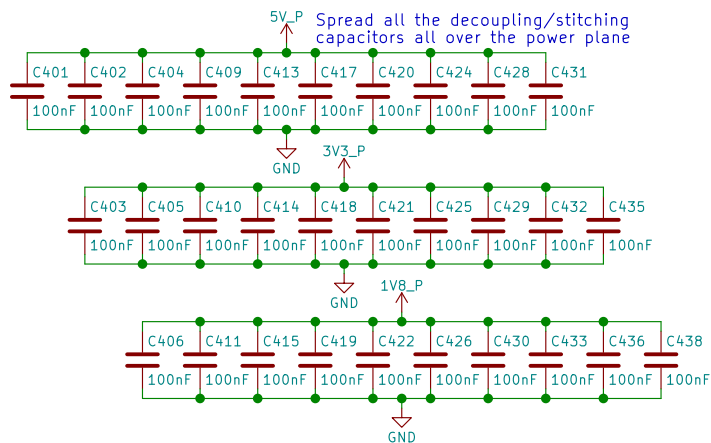 5V_P
Spread all the decoupling/stitching
capacitors all over the power plane
C401 C402 C404 C409 C413 C417 C420 C424 C428 C431
100nF 100nF 100nF 100nF 100nF 100nF 100nF 100nF 100nF 100nF
GND
3V3_P
C403 C405 C410 C414 C418 C421 C425 C429 C432 C435
100nF 100nF 100nF 100nF 100nF 100nF 100nF 100nF 100nF 100nF
GND
1V8_P
C406 C411 C415 C419 C422 C426 C430 C433 C436 C438
100nF 100nF 100nF 100nF 100nF 100nF 100nF 100nF 100nF 100nF
GND